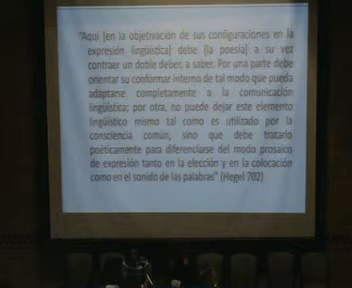 "Aquí [en la objetivación de sus configuraciones en la
expresión lingüística] debe [la poesía] a su vez
contraer un doble deber, a saber. Por una parte debe
orientar su conformar interno de tal modo que pueda
adaptarse completamente a la comunicación
lingüística; por otra, no puede dejar este elemento
lingüístico mismo tal como es utilizado por la
consciencia común, sino que debe tratarlo
poéticamente para diferenciarse del modo prosaico
de expresión tanto en la elección y en la colocación
como en el sonido de las palabras" (Hegel 702)